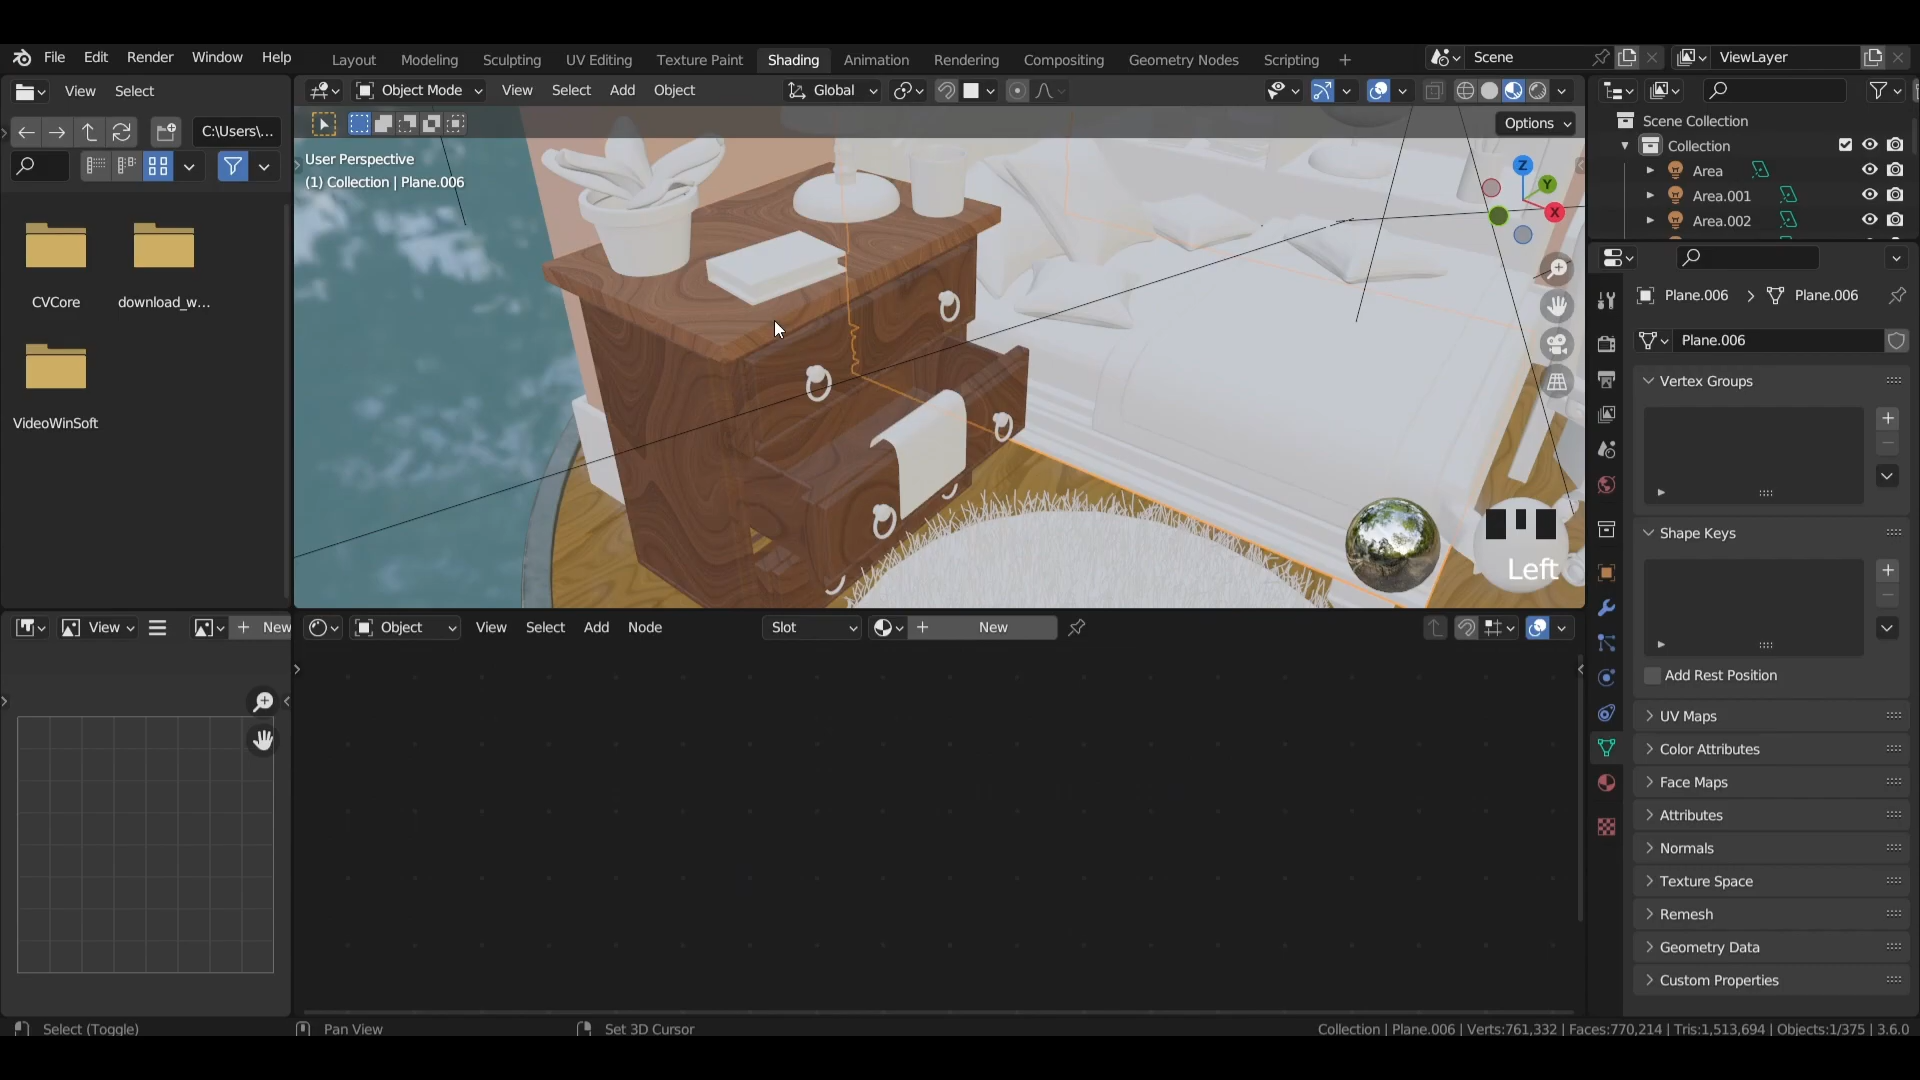 File Edit Render Window Help
Layout Modeling Sculpting UV Editing Texture Paint Shading Animation Rendering Compositing Geometry Nodes Scripting +
Scene
ViewLayer
View Select
Object Mode View Select Add Object
Global
C:\Users\...
Options
User Perspective
(1) Collection | Plane.006
Z
Y
X
CVCore
download_w...
VideoWinSoft
Left
Scene Collection
Collection
Area
Area.001
Area.002
Plane.006 > Plane.006
Plane.006
Vertex Groups
Shape Keys
Add Rest Position
UV Maps
Color Attributes
Face Maps
Attributes
Normals
Texture Space
Remesh
Geometry Data
Custom Properties
View
+ New
Object View Select Add Node
Slot
+ New
Select (Toggle)
Pan View
Set 3D Cursor
Collection | Plane.006 | Verts:761,332 | Faces:770,214 | Tris:1,513,694 | Objects:1/375 | 3.6.0